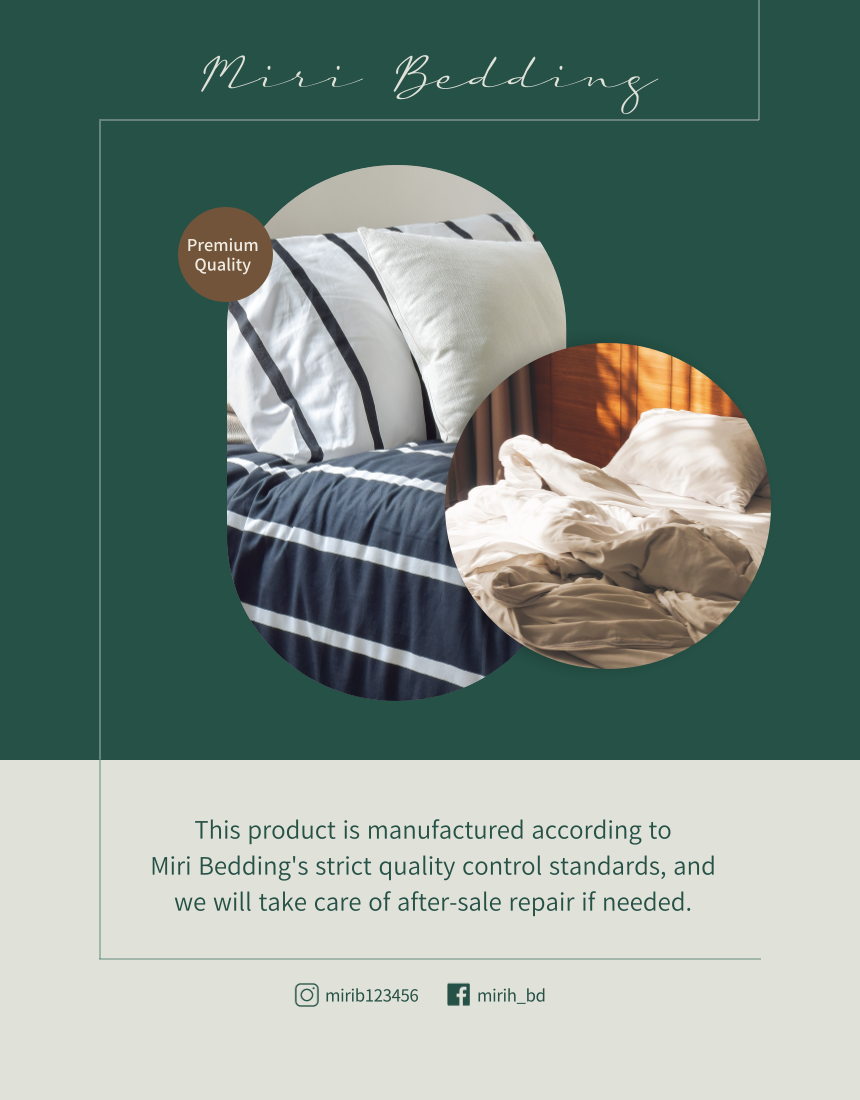 Miri Bedding
Premium
Quality
This product is manufactured according to
Miri Bedding's strict quality control standards, and
we will take care of after-sale repair if needed.
mirib123456
mirih_bd